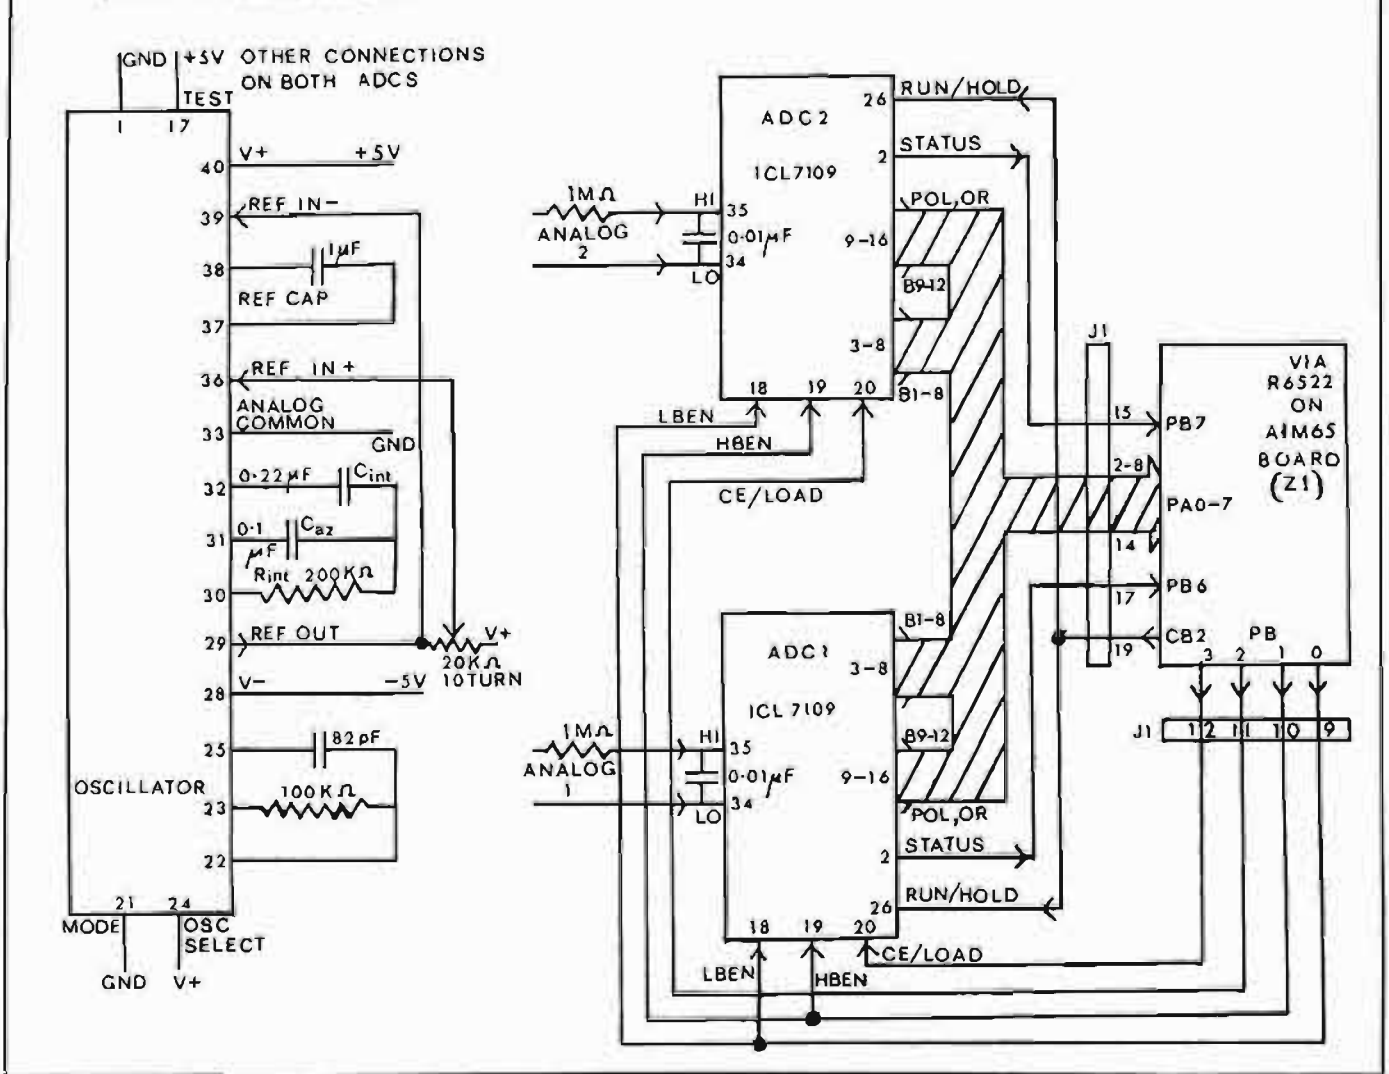 GND +5V OTHER CONNECTIONS
ON BOTH ADCS
TEST
1 17
40 V+ +5V
39 REF IN-
38 1µF
REF CAP
37
36 REF IN+
ANALOG
COMMON
33 GND
32 0.22µF Cint
31 0.1 Caz
µF
Rint 200KΩ
30
29 REF OUT V+
20KΩ
10TURN
28 V- -5V
25 82pF
OSCILLATOR
100KΩ
23
22
21 24
MODE OSC
SELECT
GND V+
ADC2
ICL7109
26 RUN/HOLD
2 STATUS
POL,OR
9-16
B9-12
3-8
B1-8
1MΩ
HI 35
ANALOG
2
0.01µF
34
LO
18 19 20
LBEN
HBEN
CE/LOAD
J1
VIA
R6522
ON
AIM65
BOARD
(Z1)
15 PB7
2-8
PA0-7
14
17 PB6
19 CB2
PB
3 2 1 0
J1 12 11 10 9
ADC1
ICL7109
B1-8
3-8
B9-12
9-16
POL,OR
2 STATUS
26 RUN/HOLD
1MΩ
HI 35
ANALOG
1
0.01µF
34
LO
18 19 20
LBEN
HBEN
CE/LOAD